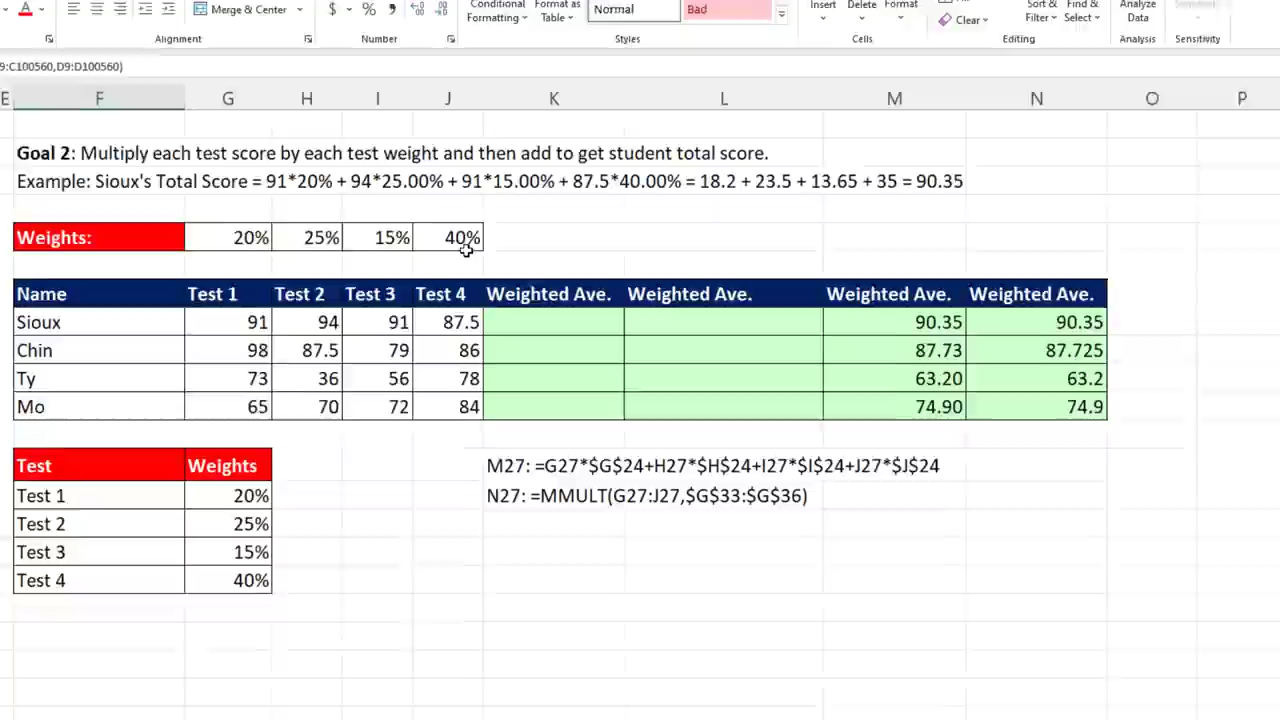 Merge & Center
$ % 9
Conditional Formatting
Format as Table
Normal
Bad
Insert
Delete
Format
Clear
Sort & Filter
Find & Select
Analyze Data
Sensitivity
Alignment
Number
Styles
Cells
Editing
Analysis
Sensitivity
9:C100560,D9:D100560)
E F G H I J K L M N O P
Goal 2: Multiply each test score by each test weight and then add to get student total score.
Example: Sioux's Total Score = 91*20% + 94*25.00% + 91*15.00% + 87.5*40.00% = 18.2 + 23.5 + 13.65 + 35 = 90.35
Weights: 20% 25% 15% 40%
Name Test 1 Test 2 Test 3 Test 4 Weighted Ave. Weighted Ave. Weighted Ave. Weighted Ave.
Sioux 91 94 91 87.5 90.35 90.35
Chin 98 87.5 79 86 87.73 87.725
Ty 73 36 56 78 63.20 63.2
Mo 65 70 72 84 74.90 74.9
Test Weights
Test 1 20%
Test 2 25%
Test 3 15%
Test 4 40%
M27: =G27*$G$24+H27*$H$24+I27*$I$24+J27*$J$24
N27: =MMULT(G27:J27,$G$33:$G$36)